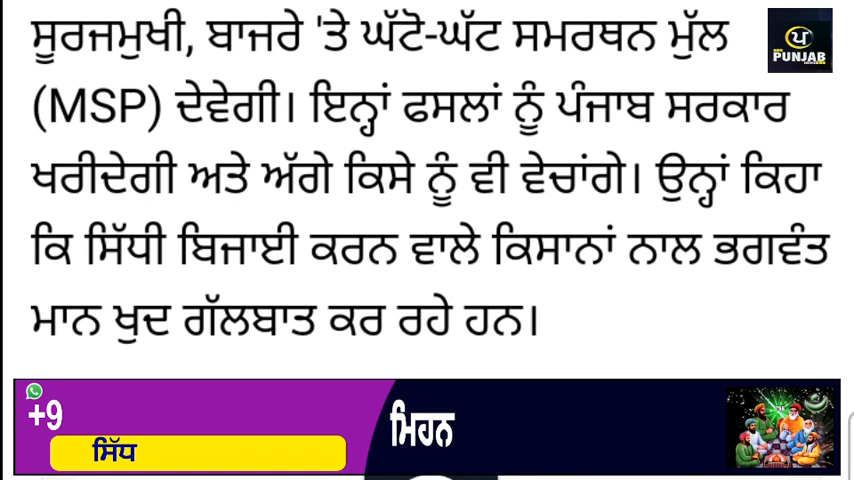 ਸੂਰਜਮੁਖੀ, ਬਾਜਰੇ 'ਤੇ ਘੱਟੋ-ਘੱਟ ਸਮਰਥਨ ਮੁੱਲ
(MSP) ਦੇਵੇਗੀ। ਇਨ੍ਹਾਂ ਫਸਲਾਂ ਨੂੰ ਪੰਜਾਬ ਸਰਕਾਰ
ਖਰੀਦੇਗੀ ਅਤੇ ਅੱਗੇ ਕਿਸੇ ਨੂੰ ਵੀ ਵੇਚਾਂਗੇ। ਉਨ੍ਹਾਂ ਕਿਹਾ
ਕਿ ਸਿੱਧੀ ਬਿਜਾਈ ਕਰਨ ਵਾਲੇ ਕਿਸਾਨਾਂ ਨਾਲ ਭਗਵੰਤ
ਮਾਨ ਖੁਦ ਗੱਲਬਾਤ ਕਰ ਰਹੇ ਹਨ।
ਪ
PUNJAB
+9
ਸਿੱਧ
ਮਿਹਨ